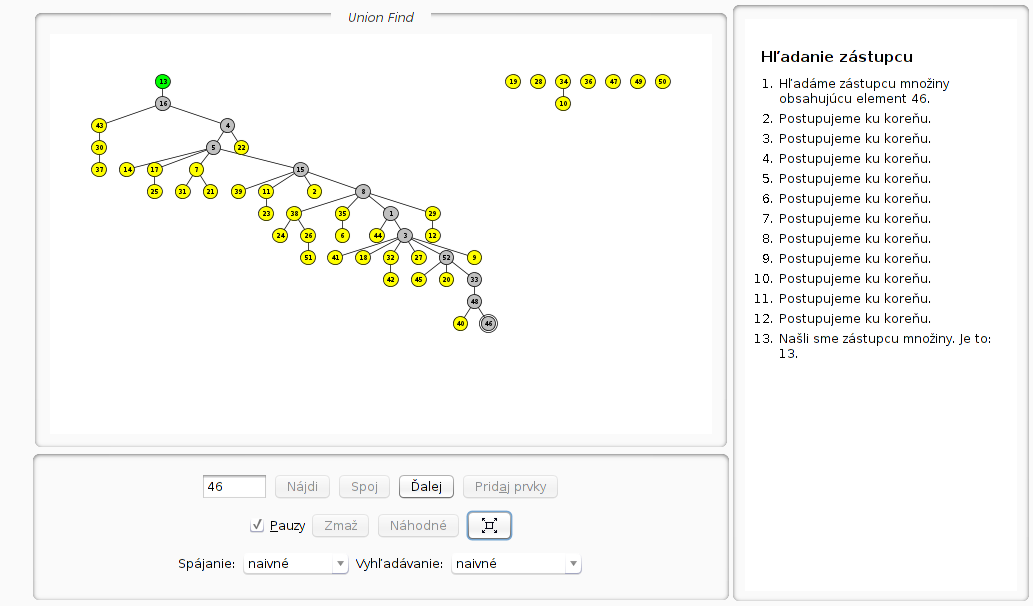 Union Find
13 19 28 34 36 47 49 50
16 10
43 4
30 5 22
37 14 17 7 15
25 31 21 39 11 2 8
23 38 35 1 29
24 26 6 44 3 12
51 41 18 32 27 52 9
42 45 20 33
48
40 46
46 Nájdi Spoj Ďalej Pridaj prvky
Pauzy Zmaž Náhodné
Spájanie: naivné Vyhľadávanie: naivné
Hľadanie zástupcu
1. Hľadáme zástupcu množiny
obsahujúcu element 46.
2. Postupujeme ku koreňu.
3. Postupujeme ku koreňu.
4. Postupujeme ku koreňu.
5. Postupujeme ku koreňu.
6. Postupujeme ku koreňu.
7. Postupujeme ku koreňu.
8. Postupujeme ku koreňu.
9. Postupujeme ku koreňu.
10. Postupujeme ku koreňu.
11. Postupujeme ku koreňu.
12. Postupujeme ku koreňu.
13. Našli sme zástupcu množiny. Je to:
13.